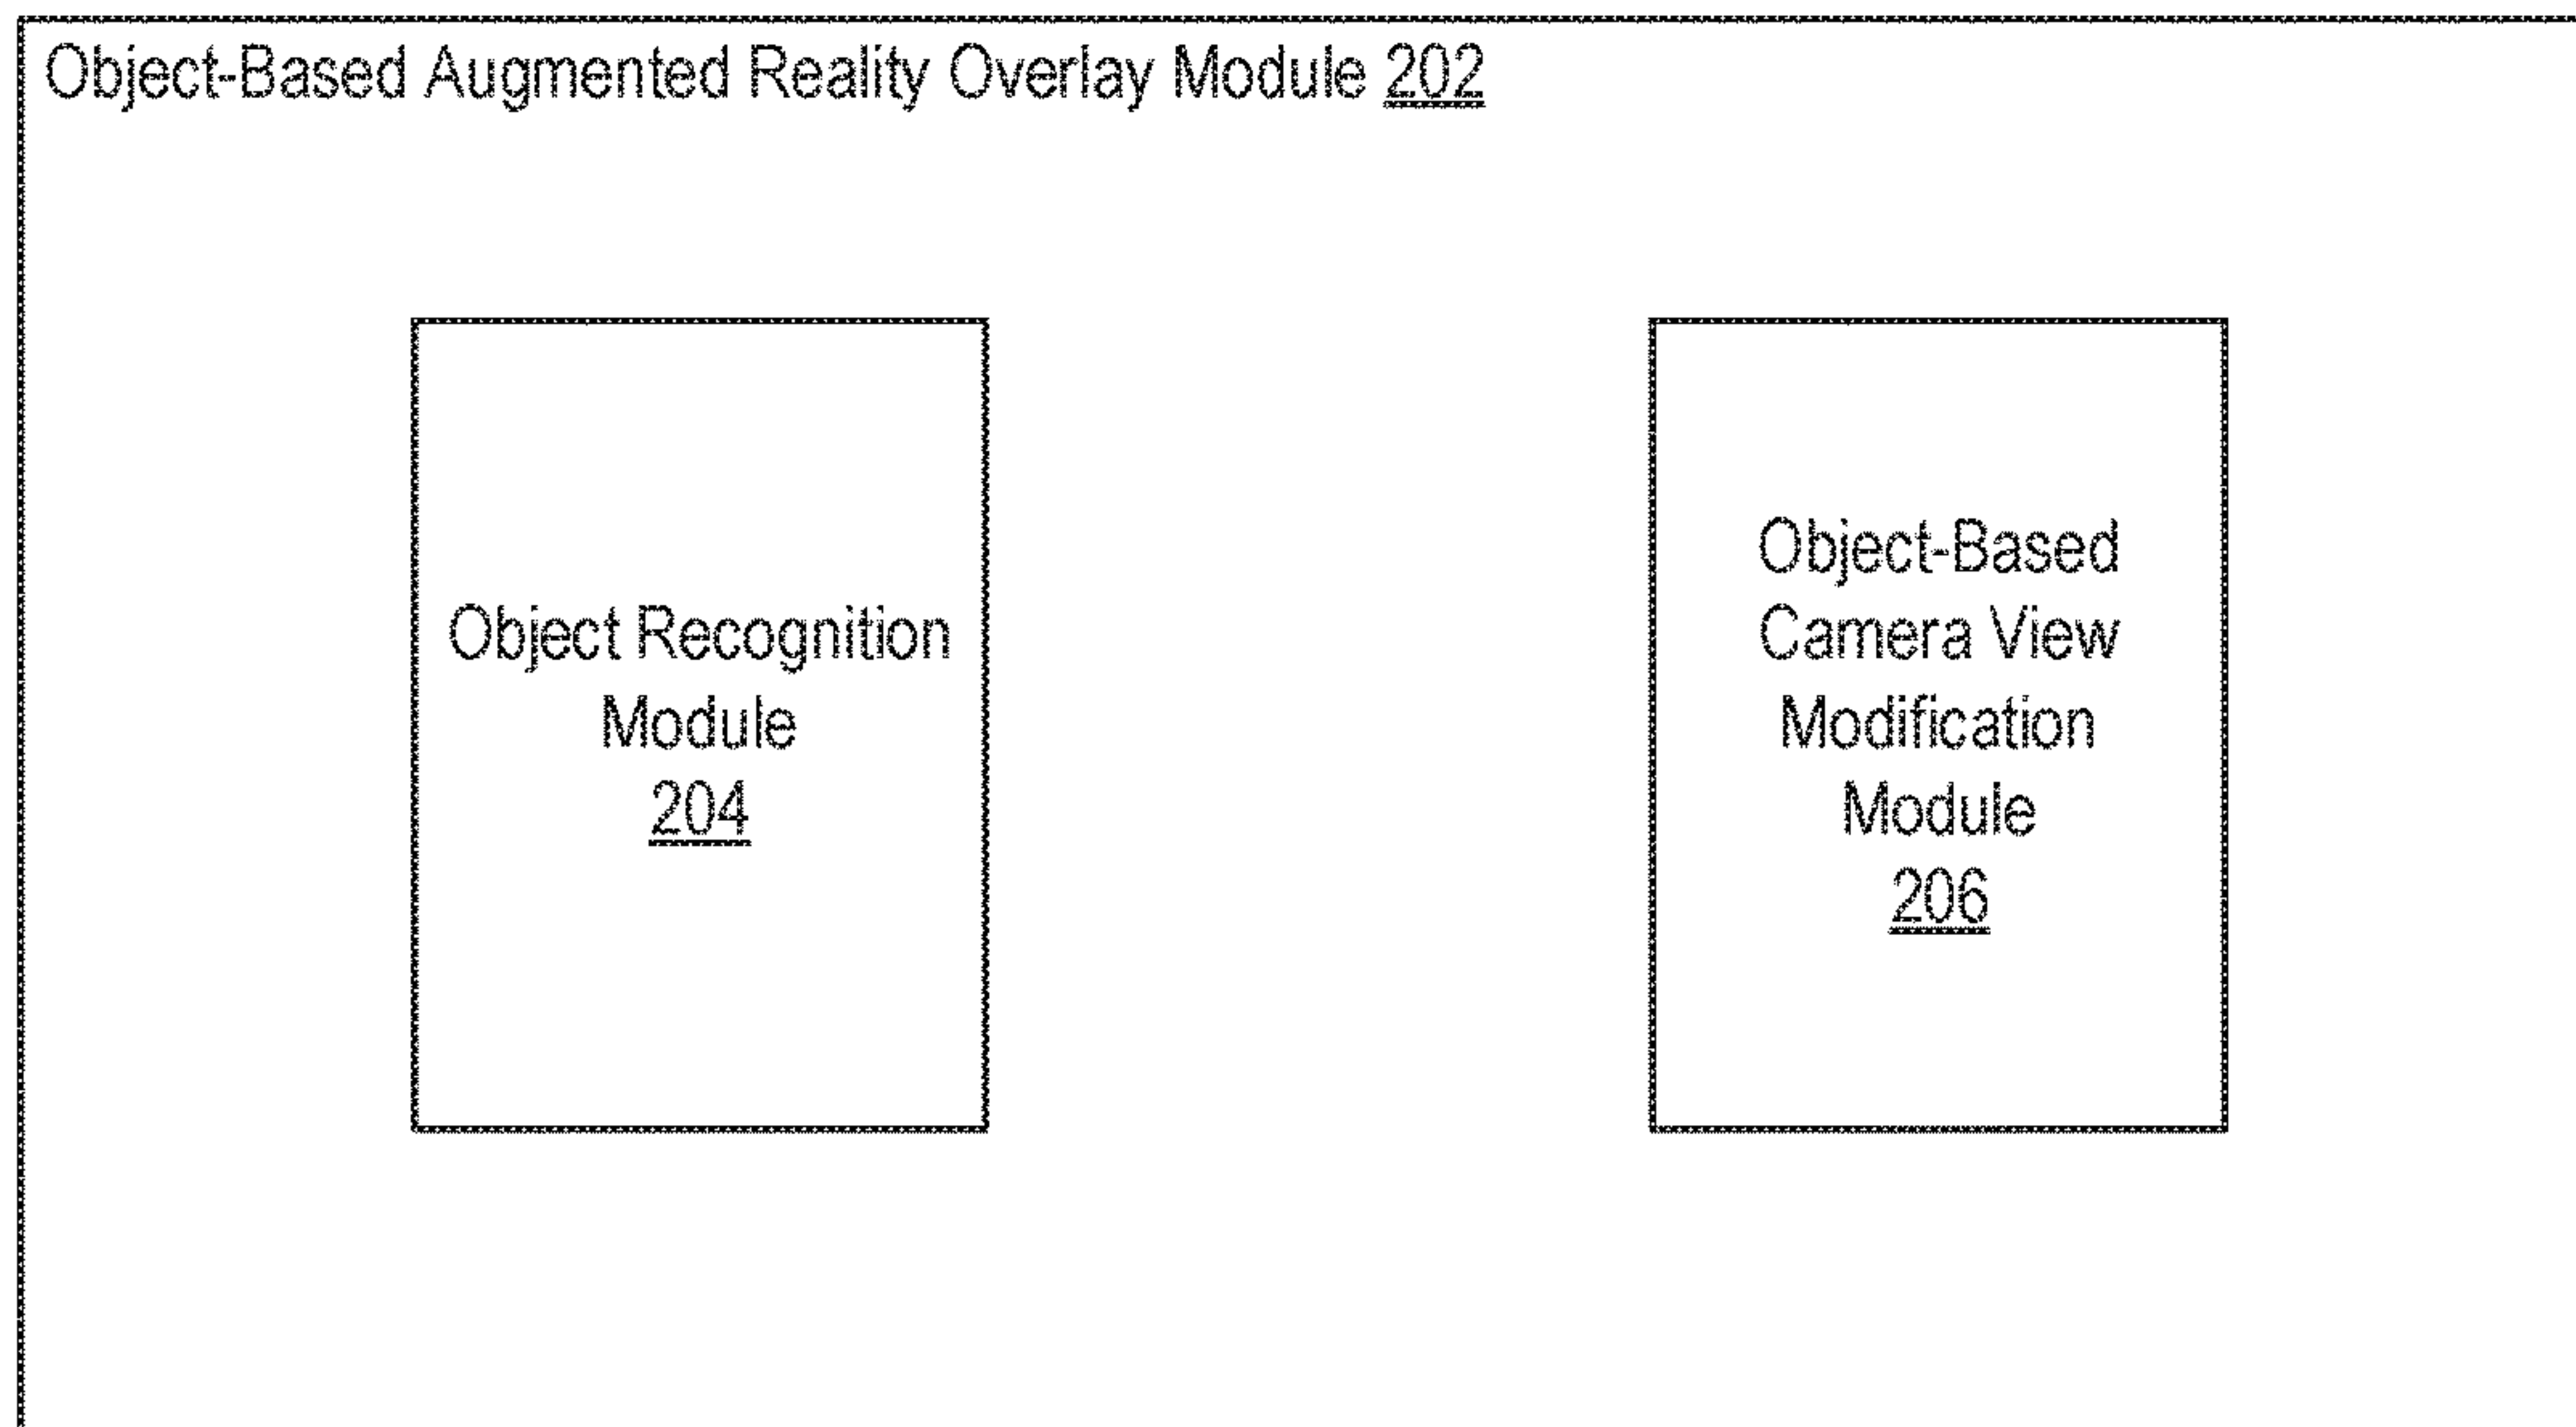 Object-Based Augmented Reality Overlay Module 202
Object Recognition
Module
204
Object-Based
Camera View
Modification
Module
206